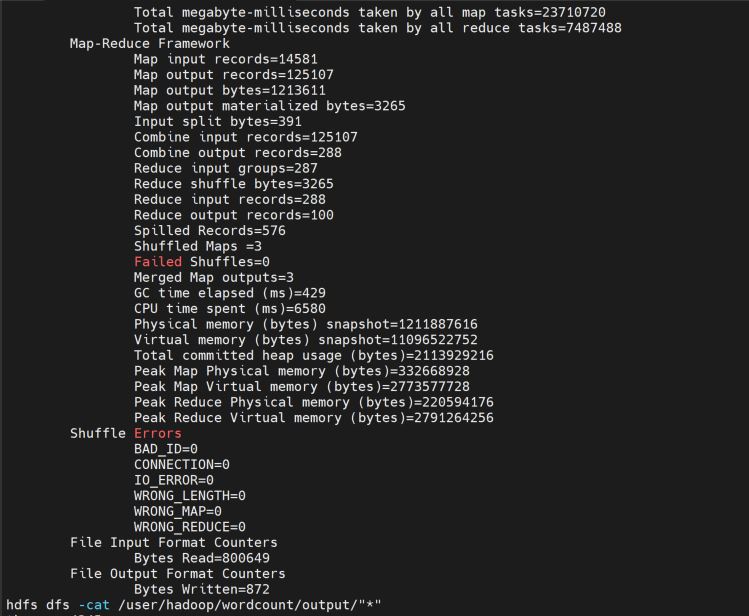 Total megabyte-milliseconds taken by all map tasks=23710720
Total megabyte-milliseconds taken by all reduce tasks=7487488
Map-Reduce Framework
Map input records=14581
Map output records=125107
Map output bytes=1213611
Map output materialized bytes=3265
Input split bytes=391
Combine input records=125107
Combine output records=288
Reduce input groups=287
Reduce shuffle bytes=3265
Reduce input records=288
Reduce output records=100
Spilled Records=576
Shuffled Maps =3
Failed Shuffles=0
Merged Map outputs=3
GC time elapsed (ms)=429
CPU time spent (ms)=6580
Physical memory (bytes) snapshot=1211887616
Virtual memory (bytes) snapshot=11096522752
Total committed heap usage (bytes)=2113929216
Peak Map Physical memory (bytes)=332668928
Peak Map Virtual memory (bytes)=2773577728
Peak Reduce Physical memory (bytes)=220594176
Peak Reduce Virtual memory (bytes)=2791264256
Shuffle Errors
BAD_ID=0
CONNECTION=0
IO_ERROR=0
WRONG_LENGTH=0
WRONG_MAP=0
WRONG_REDUCE=0
File Input Format Counters
Bytes Read=800649
File Output Format Counters
Bytes Written=872
hdfs dfs -cat /user/hadoop/wordcount/output/"*"